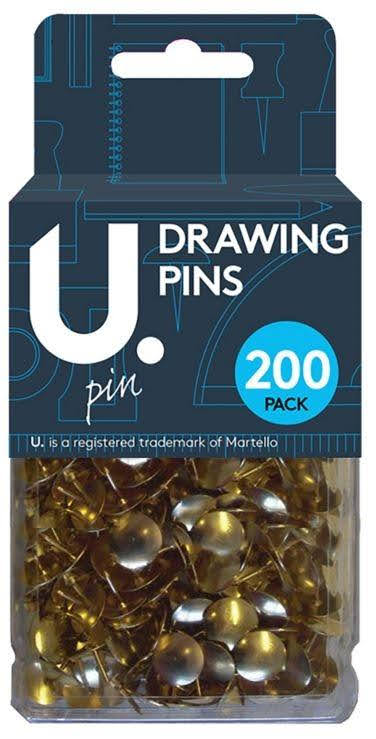 U.
DRAWING
PINS
pin
200
PACK
U. is a registered trademark of Martello